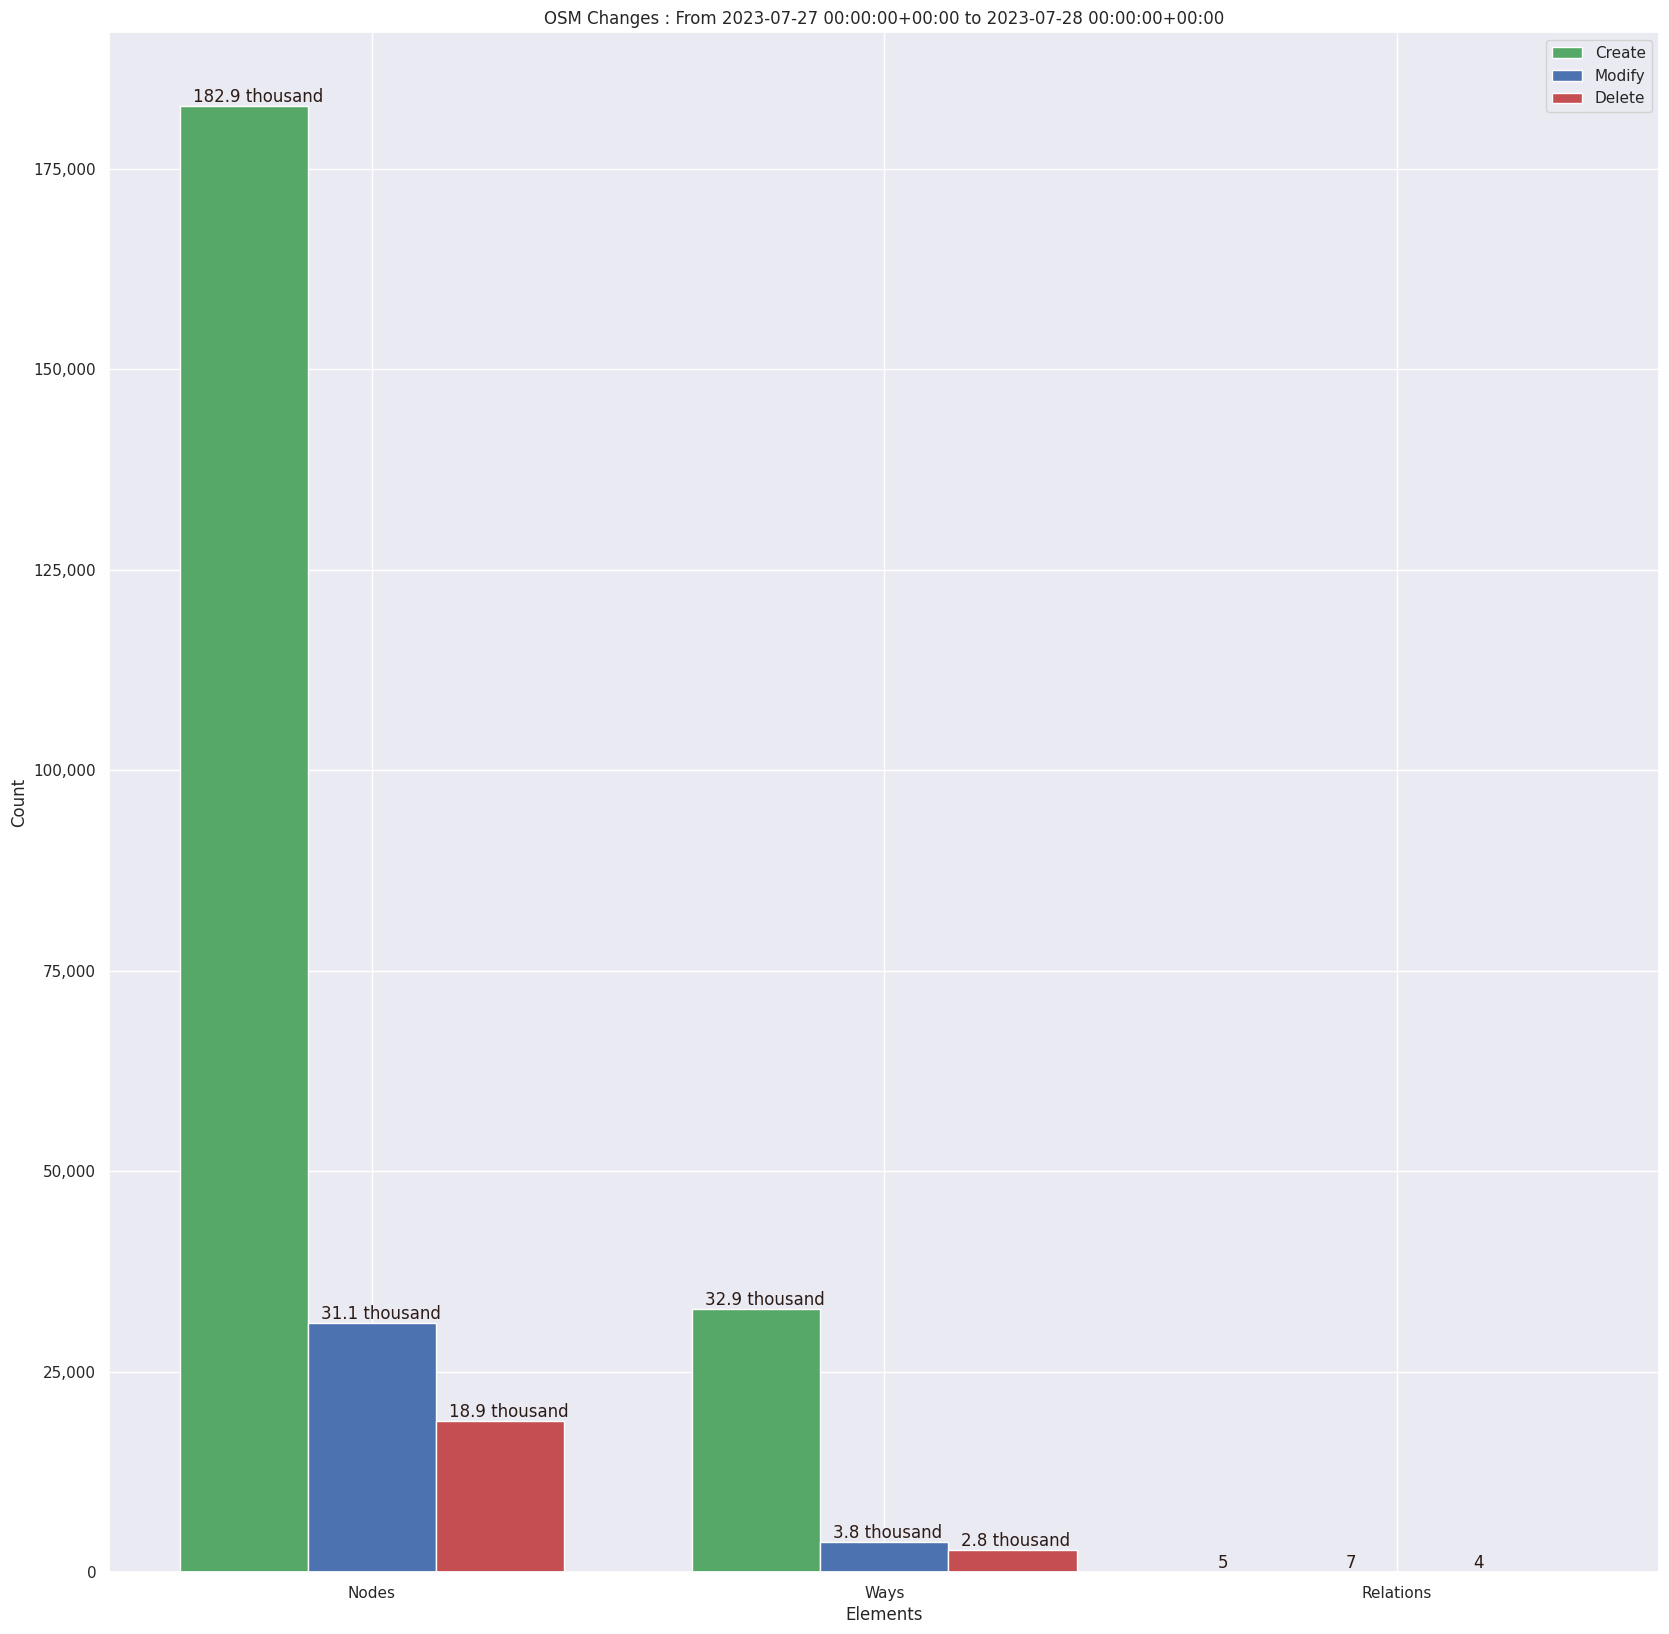 OSM Changes : From 2023-07-27 00:00:00+00:00 to 2023-07-28 00:00:00+00:00
Create
Modify
Delete
182.9 thousand
175,000
150,000
125,000
100,000
Count
75,000
50,000
32.9 thousand
31.1 thousand
25,000
18.9 thousand
3.8 thousand
2.8 thousand
5
7
4
0
Nodes
Ways
Relations
Elements